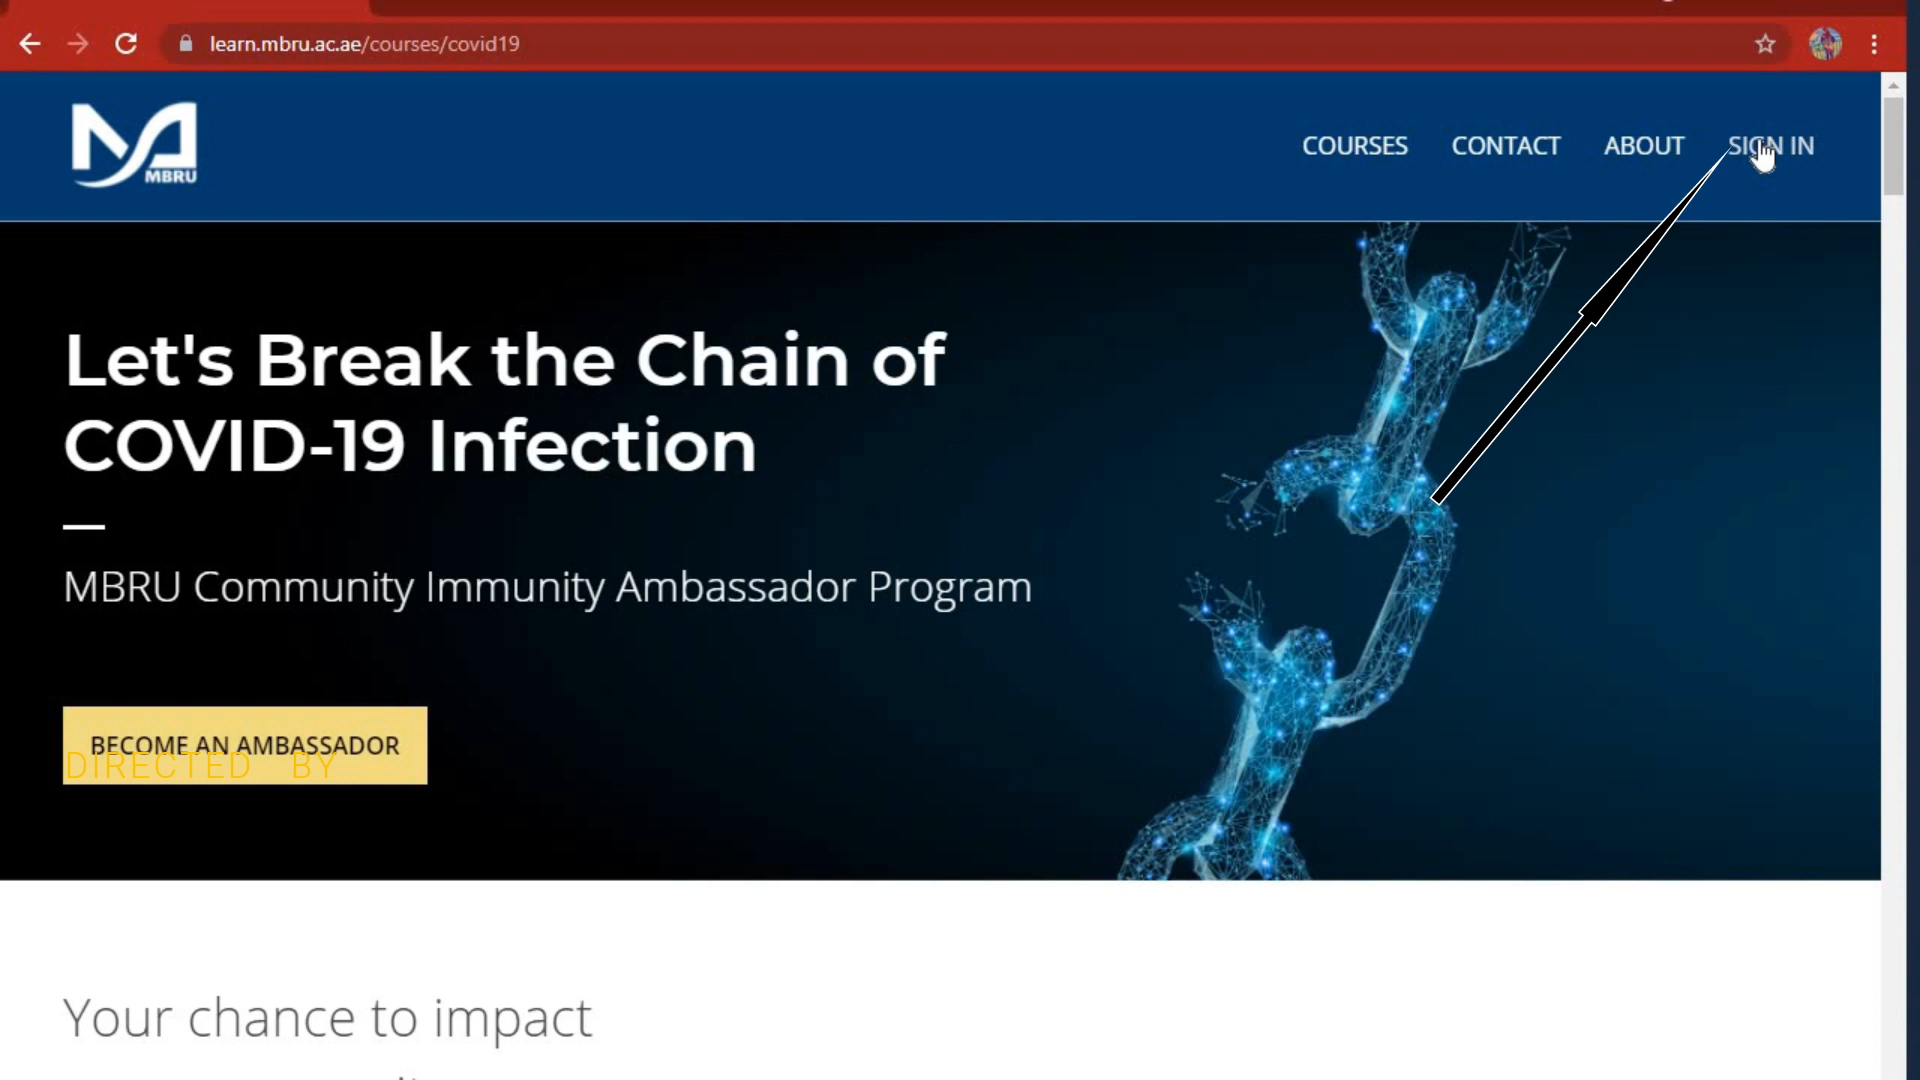 learn.mbru.ac.ae/courses/covid19
MBRU
COURSES CONTACT ABOUT SIGN IN
Let's Break the Chain of
COVID-19 Infection
MBRU Community Immunity Ambassador Program
BECOME AN AMBASSADOR
DIRECTED BY
Your chance to impact